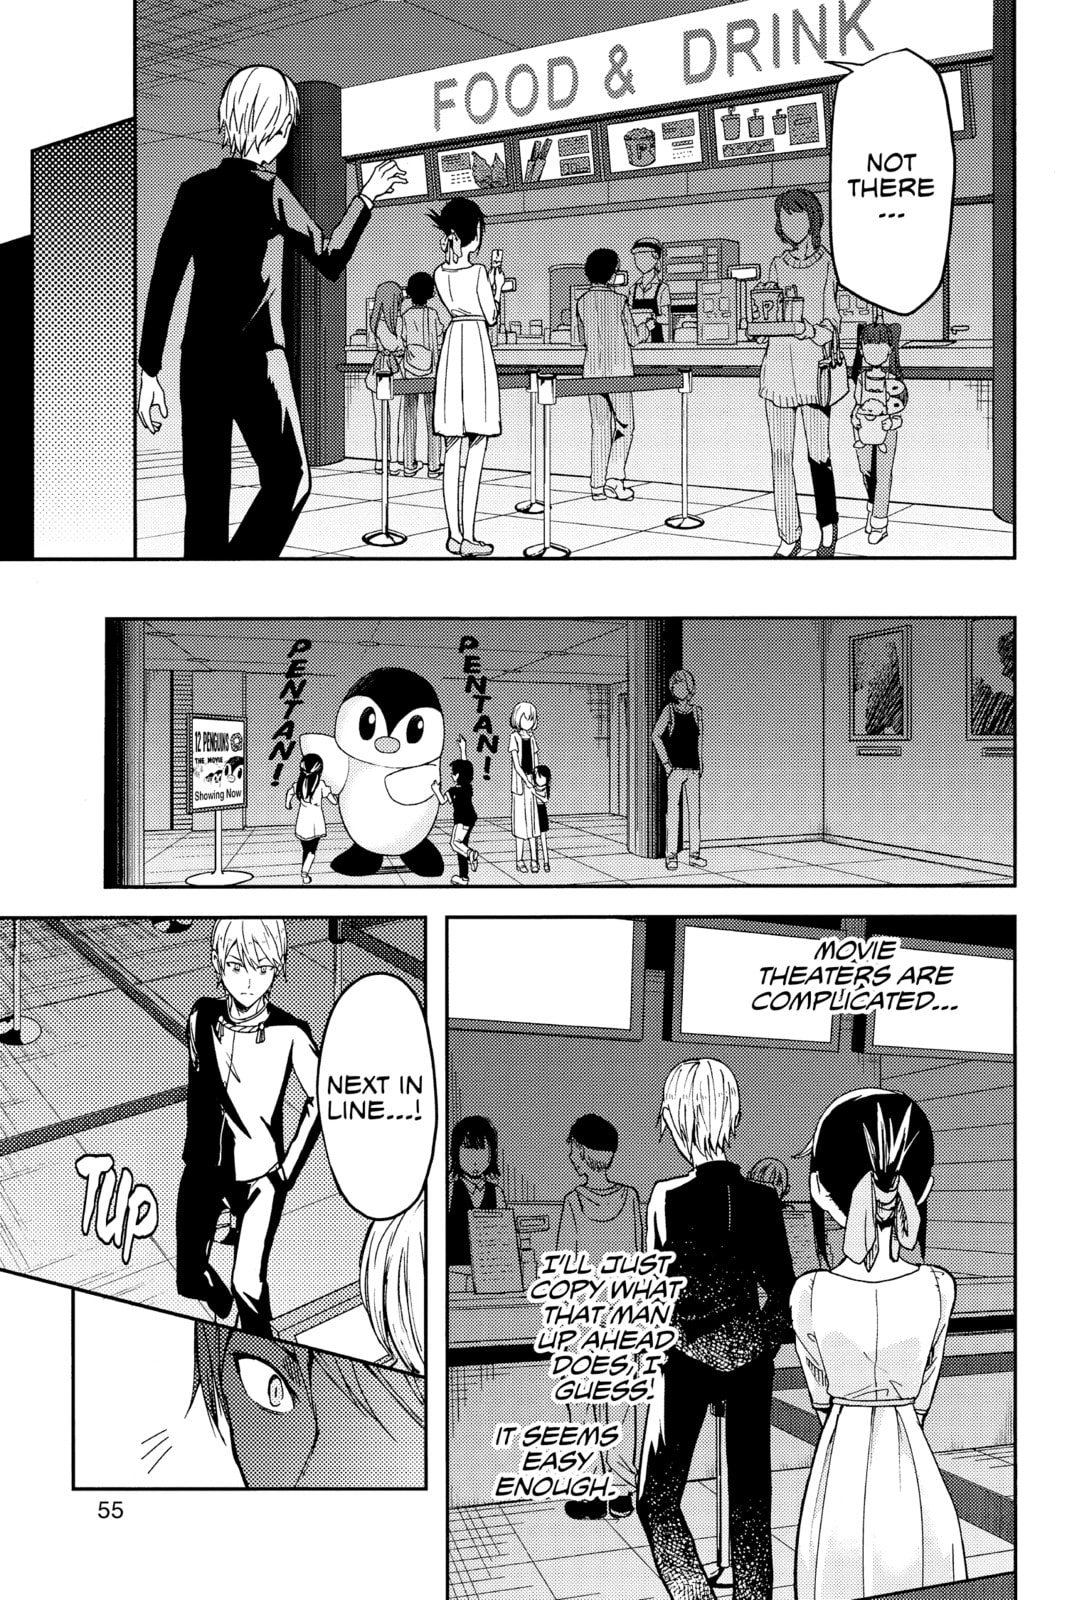 FOOD & DRINK
NOT
THERE
...
PENTAN!
PENTAN!
12 PENGUINS
THE MOVIE
Showing Now
MOVIE
THEATERS ARE
COMPLICATED...
I'LL JUST
COPY WHAT
THAT MAN
UP AHEAD
DOES, I
GUESS!
IT SEEMS
EASY
ENOUGH.
NEXT IN
LINE...!
TUP
55